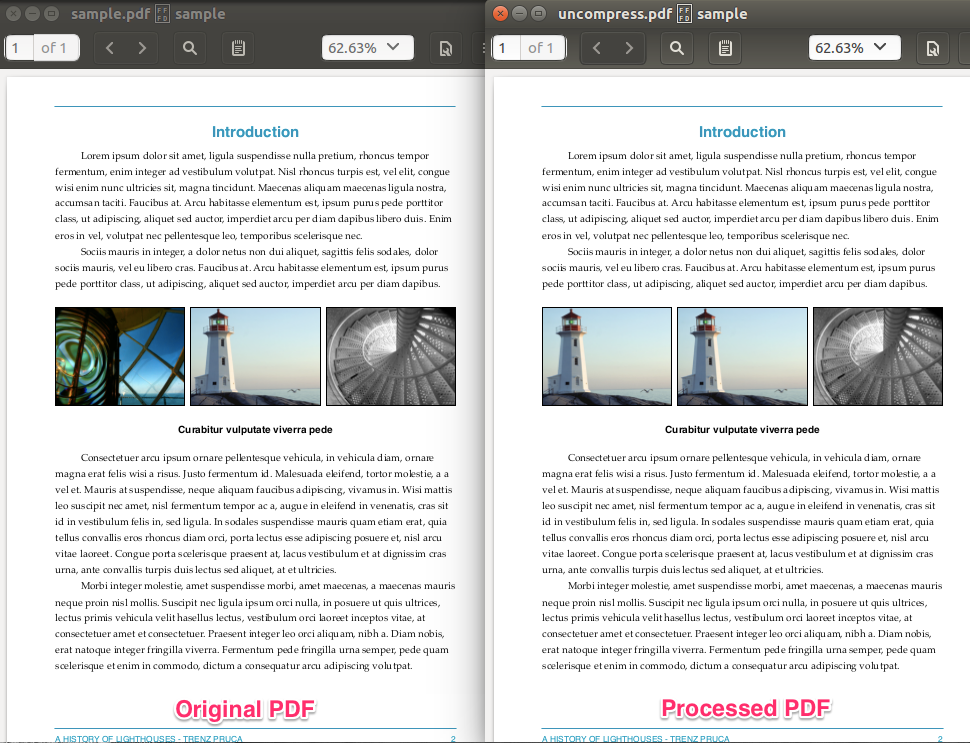 sample.pdf FFFD sample
1 of 1 62.63%
Introduction
Lorem ipsum dolor sit amet, ligula suspendisse nulla pretium, rhoncus tempor
fermentum, enim integer ad vestibulum volutpat. Nisl rhoncus turpis est, vel elit, congue
wisi enim nunc ultricies sit, magna tincidunt. Maecenas aliquam maecenas ligula nostra,
accumsan taciti. Faucibus at. Arcu habitasse elementum est, ipsum purus pede porttitor
class, ut adipiscing, aliquet sed auctor, imperdiet arcu per diam dapibus libero duis. Enim
eros in vel, volutpat nec pellentesque leo, temporibus scelerisque nec.
Sociis mauris in integer, a dolor netus non dui aliquet, sagittis felis sodales, dolor
sociis mauris, vel eu libero cras. Faucibus at. Arcu habitasse elementum est, ipsum purus
pede porttitor class, ut adipiscing, aliquet sed auctor, imperdiet arcu per diam dapibus.
Curabitur vulputate viverra pede
Consectetuer arcu ipsum ornare pellentesque vehicula, in vehicula diam, ornare
magna erat felis wisi a risus. Justo fermentum id. Malesuada eleifend, tortor molestie, a a
vel et. Mauris at suspendisse, neque aliquam faucibus adipiscing, vivamus in. Wisi mattis
leo suscipit nec amet, nisl fermentum tempor ac a, augue in eleifend in venenatis, cras sit
id in vestibulum felis in, sed ligula. In sodales suspendisse mauris quam etiam erat, quia
tellus convallis eros rhoncus diam orci, porta lectus esse adipiscing posuere et, nisl arcu
vitae laoreet. Congue porta scelerisque praesent at, lacus vestibulum et at dignissim cras
urna, ante convallis turpis duis lectus sed aliquet, at et ultricies.
Morbi integer molestie, amet suspendisse morbi, amet maecenas, a maecenas mauris
neque proin nisl mollis. Suscipit nec ligula ipsum orci nulla, in posuere ut quis ultrices,
lectus primis vehicula velit hasellus lectus, vestibulum orci laoreet inceptos vitae, at
consectetuer amet et consectetuer. Praesent integer leo orci aliquam, nibh a. Diam nobis,
erat natoque integer fringilla viverra. Fermentum pede fringilla urna semper, pede quam
scelerisque et enim in commodo, dictum a consequatur arcu adipiscing volutpat.
Original PDF
A HISTORY OF LIGHTHOUSES - TRENZ PRUCA 2
uncompress.pdf FFFD sample
1 of 1 62.63%
Introduction
Lorem ipsum dolor sit amet, ligula suspendisse nulla pretium, rhoncus tempor
fermentum, enim integer ad vestibulum volutpat. Nisl rhoncus turpis est, vel elit, congue
wisi enim nunc ultricies sit, magna tincidunt. Maecenas aliquam maecenas ligula nostra,
accumsan taciti. Faucibus at. Arcu habitasse elementum est, ipsum purus pede porttitor
class, ut adipiscing, aliquet sed auctor, imperdiet arcu per diam dapibus libero duis. Enim
eros in vel, volutpat nec pellentesque leo, temporibus scelerisque nec.
Sociis mauris in integer, a dolor netus non dui aliquet, sagittis felis sodales, dolor
sociis mauris, vel eu libero cras. Faucibus at. Arcu habitasse elementum est, ipsum purus
pede porttitor class, ut adipiscing, aliquet sed auctor, imperdiet arcu per diam dapibus.
Curabitur vulputate viverra pede
Consectetuer arcu ipsum ornare pellentesque vehicula, in vehicula diam, ornare
magna erat felis wisi a risus. Justo fermentum id. Malesuada eleifend, tortor molestie, a a
vel et. Mauris at suspendisse, neque aliquam faucibus adipiscing, vivamus in. Wisi mattis
leo suscipit nec amet, nisl fermentum tempor ac a, augue in eleifend in venenatis, cras sit
id in vestibulum felis in, sed ligula. In sodales suspendisse mauris quam etiam erat, quia
tellus convallis eros rhoncus diam orci, porta lectus esse adipiscing posuere et, nisl arcu
vitae laoreet. Congue porta scelerisque praesent at, lacus vestibulum et at dignissim cras
urna, ante convallis turpis duis lectus sed aliquet, at et ultricies.
Morbi integer molestie, amet suspendisse morbi, amet maecenas, a maecenas mauris
neque proin nisl mollis. Suscipit nec ligula ipsum orci nulla, in posuere ut quis ultrices,
lectus primis vehicula velit hasellus lectus, vestibulum orci laoreet inceptos vitae, at
consectetuer amet et consectetuer. Praesent integer leo orci aliquam, nibh a. Diam nobis,
erat natoque integer fringilla viverra. Fermentum pede fringilla urna semper, pede quam
scelerisque et enim in commodo, dictum a consequatur arcu adipiscing volutpat.
Processed PDF
A HISTORY OF LIGHTHOUSES - TRENZ PRUCA 2